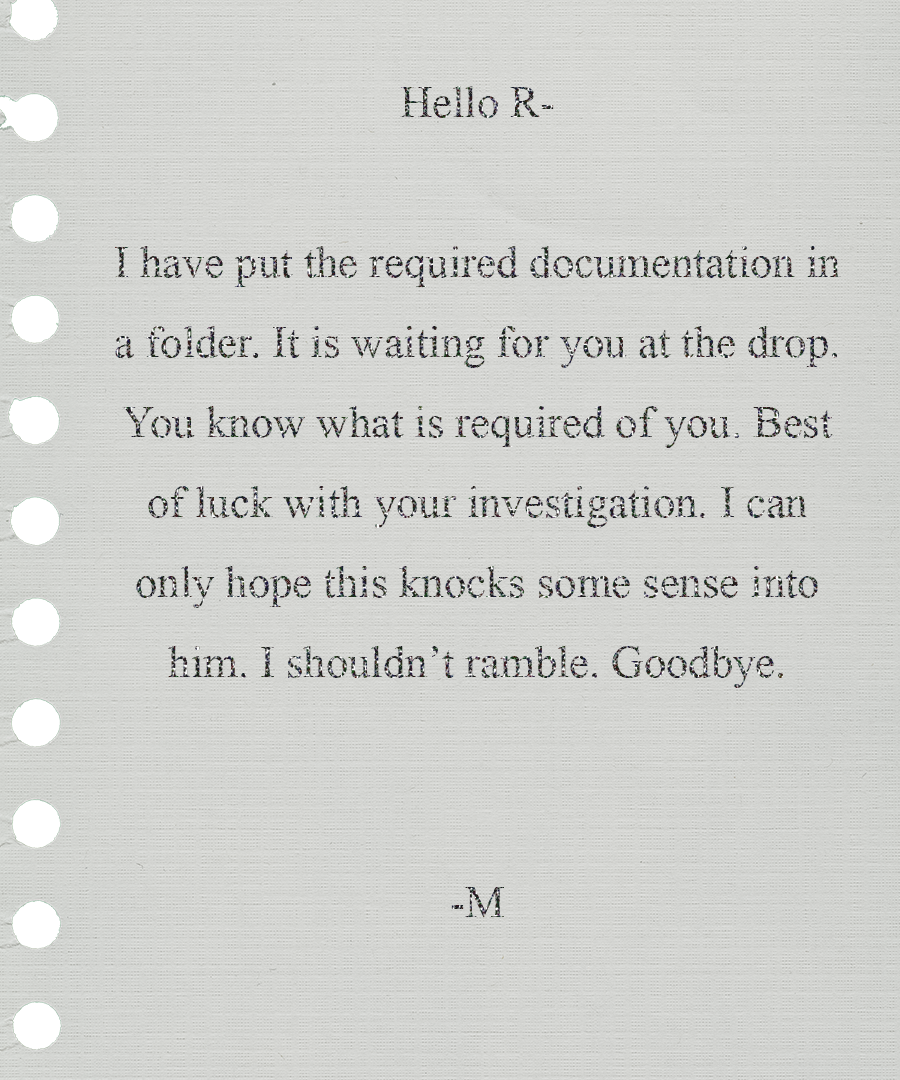 Hello R-
I have put the required documentation in
a folder. It is waiting for you at the drop.
You know what is required of you. Best
of luck with your investigation. I can
only hope this knocks some sense into
him. I shouldn’t ramble. Goodbye.
-M